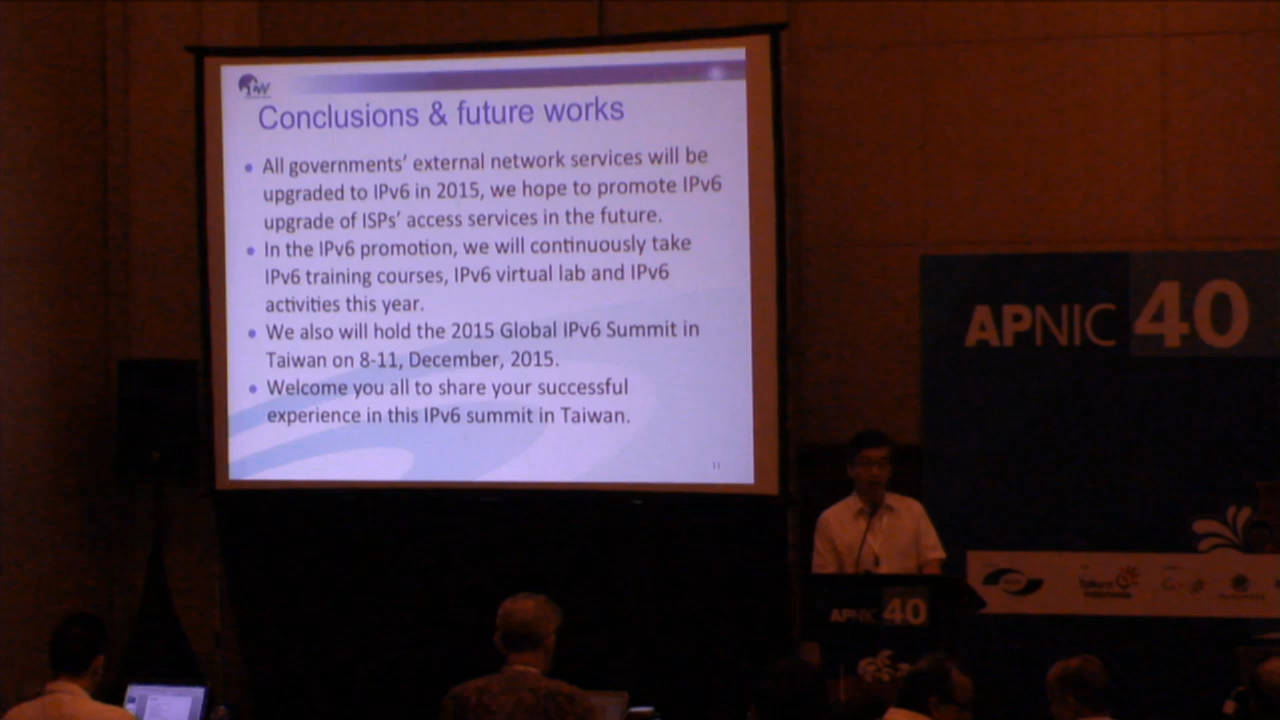 Conclusions & future works
• All governments' external network services will be
upgraded to IPv6 in 2015, we hope to promote IPv6
upgrade of ISPs' access services in the future.
• In the IPv6 promotion, we will continuously take
IPv6 training courses, IPv6 virtual lab and IPv6
activities this year.
• We also will hold the 2015 Global IPv6 Summit in
Taiwan on 8-11, December, 2015.
• Welcome you all to share your successful
experience in this IPv6 summit in Taiwan.
11
APNIC 40
Google
APNIC 40